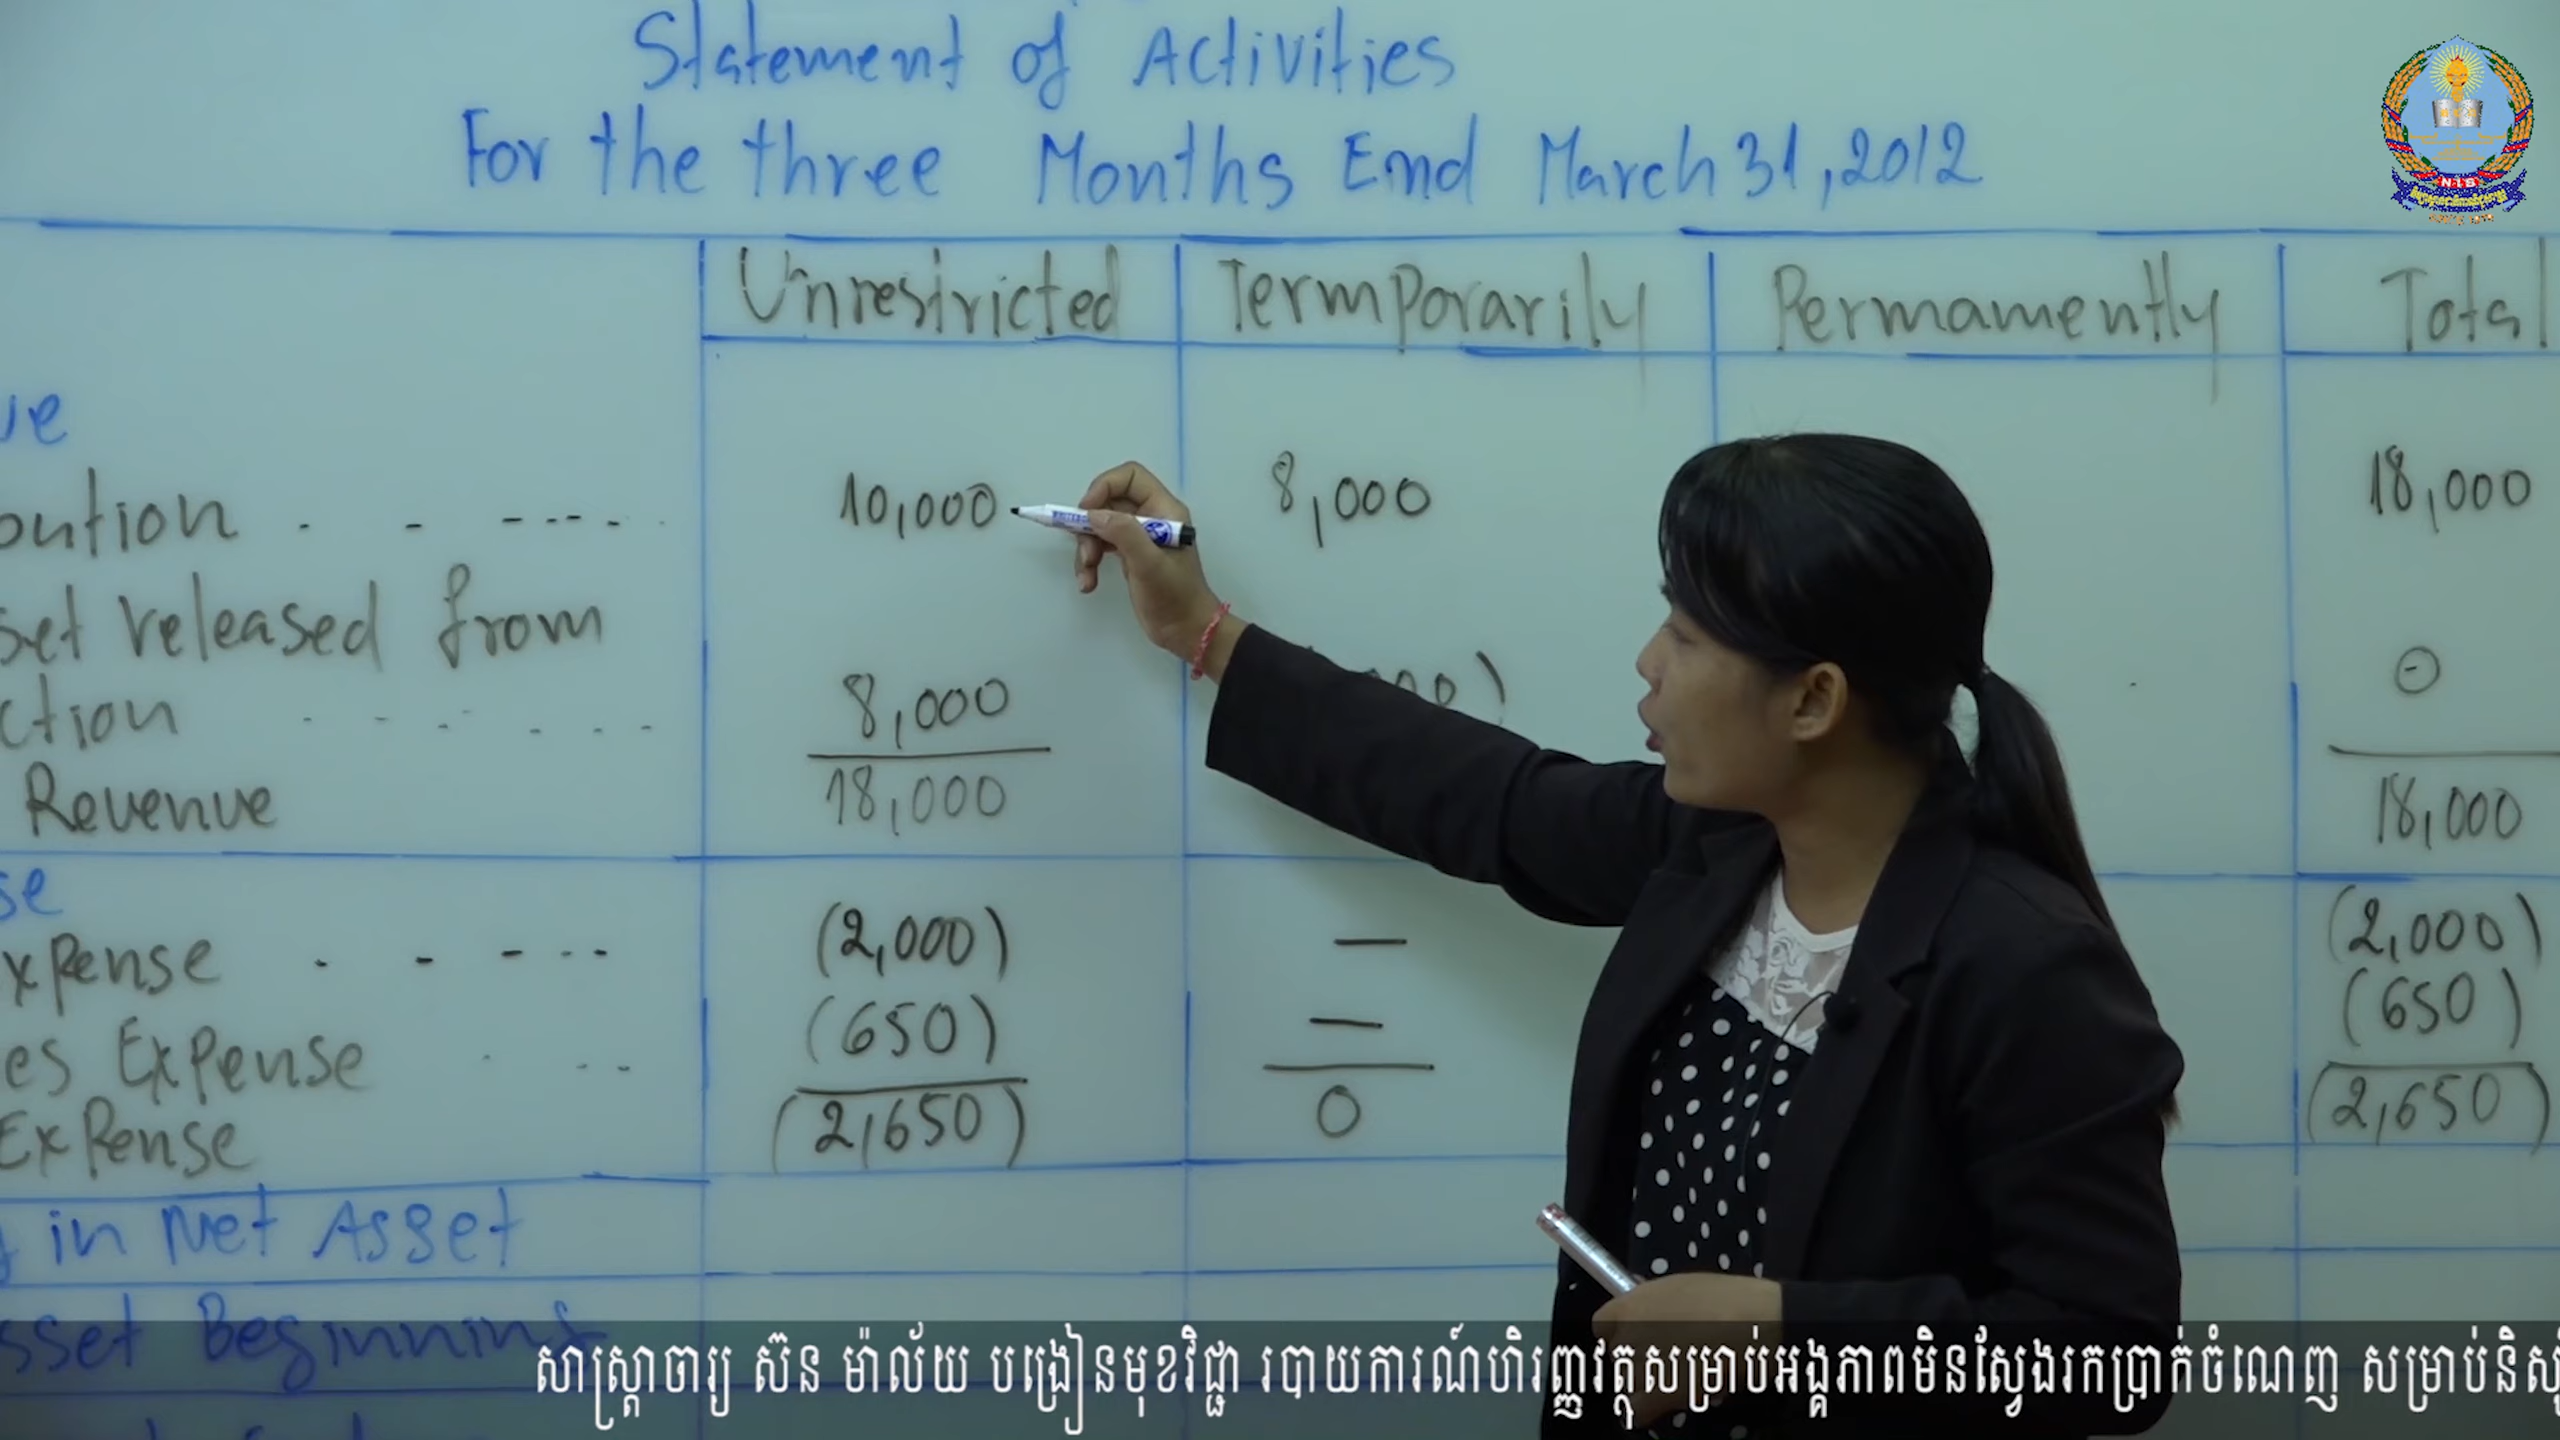 Statement of Activities
For the three Months End March 31, 2012
Unrestricted Termporarily Permamently Total
ue
bution 10,000 8,000 18,000
set released from
ction 8,000 0
Revenue 18,000 18,000
se
xpense (2,000) — (2,000)
es Expense (650) — (650)
Expense (2,650) 0 (2,650)
g in Net Asset
sset Beginning
សាស្ត្រាចារ្យ ស៊ន ម៉ាល័យ បង្រៀនមុខវិជ្ជា របាយការណ៍ហិរញ្ញវត្ថុសម្រាប់អង្គភាពមិនស្វែងរកប្រាក់ចំណេញ សម្រាប់និស្ស